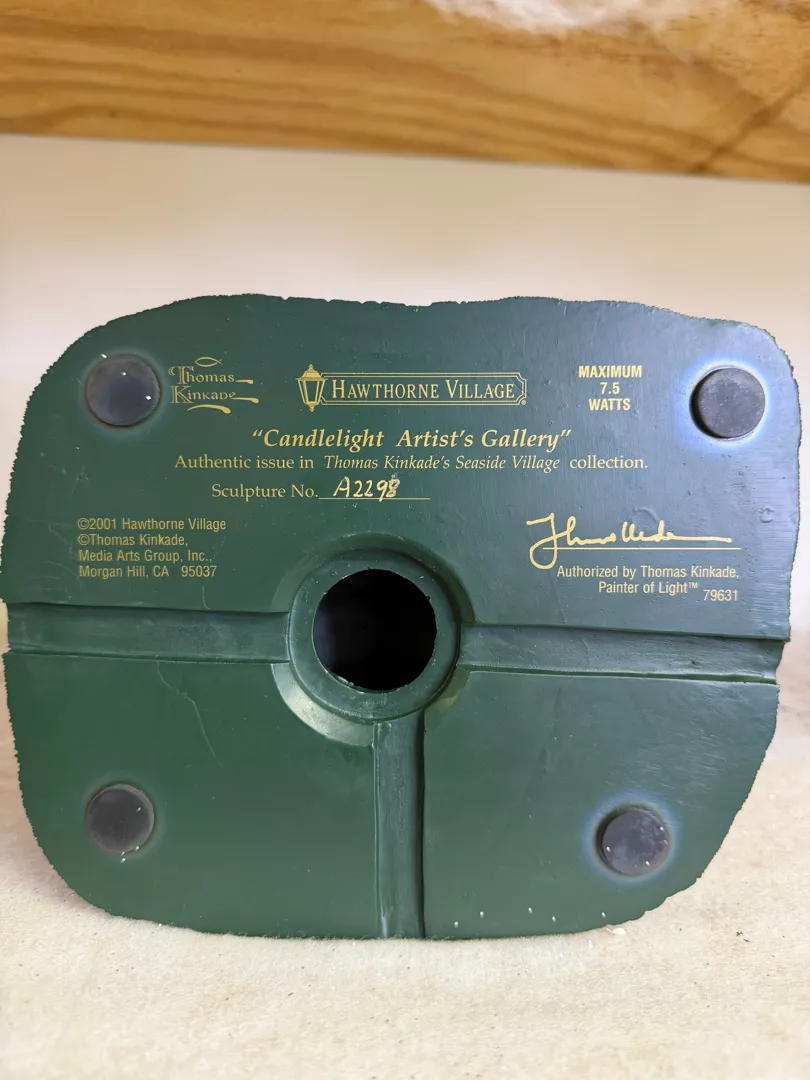 Thomas
Kinkade
HAWTHORNE VILLAGE
MAXIMUM
7.5
WATTS
“Candlelight Artist's Gallery”
Authentic issue in Thomas Kinkade's Seaside Village collection.
Sculpture No. A2298
©2001 Hawthorne Village
©Thomas Kinkade,
Media Arts Group, Inc.,
Morgan Hill, CA 95037
Authorized by Thomas Kinkade,
Painter of Light™
79631